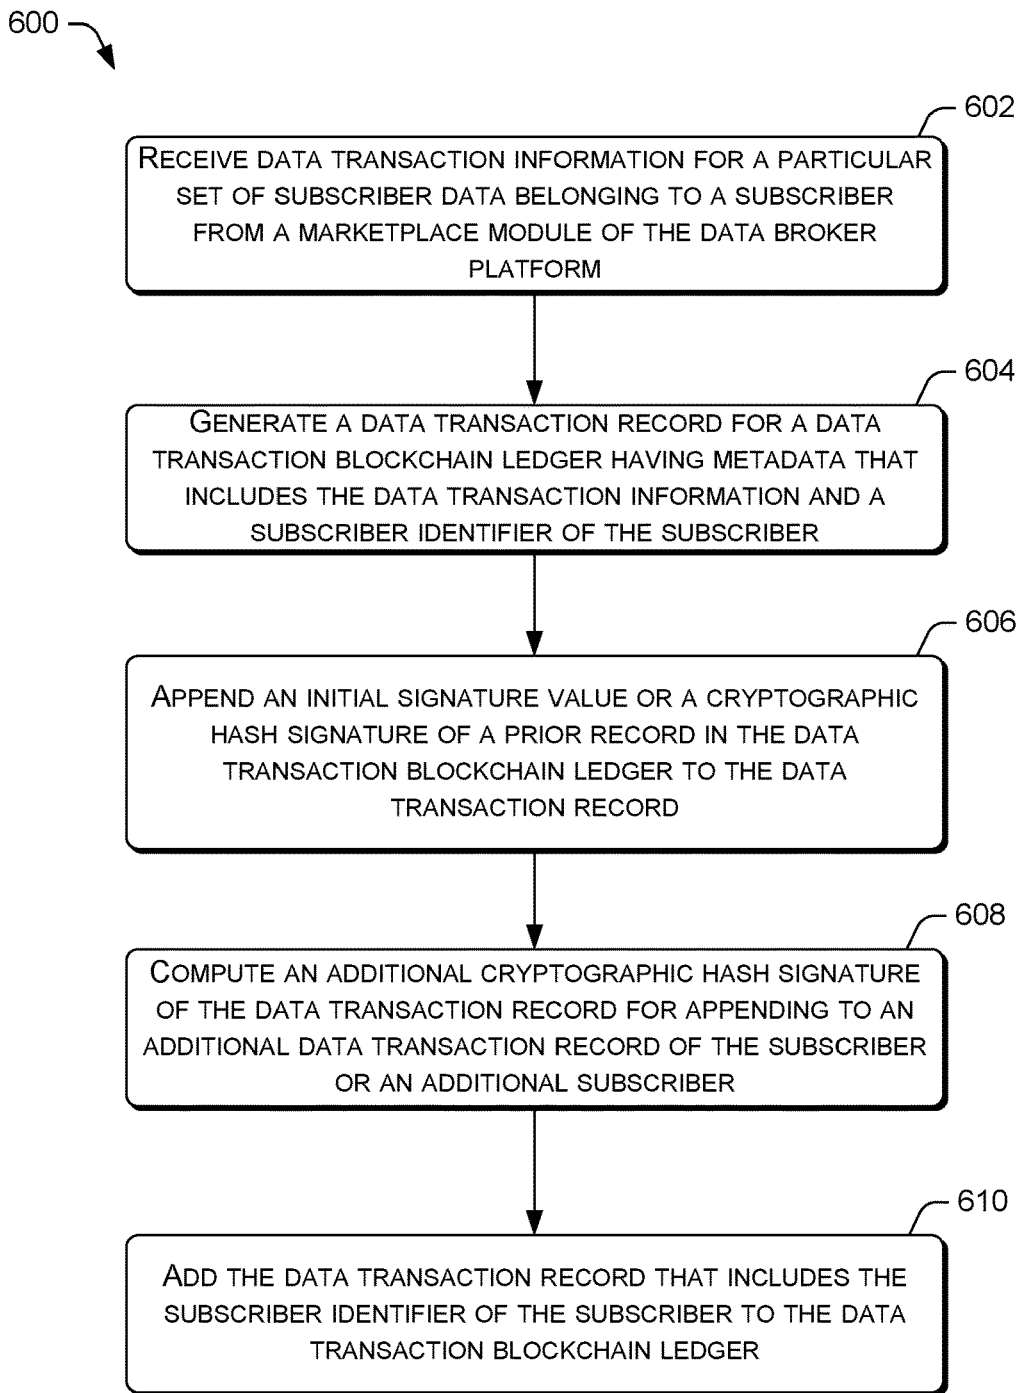 600
602
RECEIVE DATA TRANSACTION INFORMATION FOR A PARTICULAR
SET OF SUBSCRIBER DATA BELONGING TO A SUBSCRIBER
FROM A MARKETPLACE MODULE OF THE DATA BROKER
PLATFORM
604
GENERATE A DATA TRANSACTION RECORD FOR A DATA
TRANSACTION BLOCKCHAIN LEDGER HAVING METADATA THAT
INCLUDES THE DATA TRANSACTION INFORMATION AND A
SUBSCRIBER IDENTIFIER OF THE SUBSCRIBER
606
APPEND AN INITIAL SIGNATURE VALUE OR A CRYPTOGRAPHIC
HASH SIGNATURE OF A PRIOR RECORD IN THE DATA
TRANSACTION BLOCKCHAIN LEDGER TO THE DATA
TRANSACTION RECORD
608
COMPUTE AN ADDITIONAL CRYPTOGRAPHIC HASH SIGNATURE
OF THE DATA TRANSACTION RECORD FOR APPENDING TO AN
ADDITIONAL DATA TRANSACTION RECORD OF THE SUBSCRIBER
OR AN ADDITIONAL SUBSCRIBER
610
ADD THE DATA TRANSACTION RECORD THAT INCLUDES THE
SUBSCRIBER IDENTIFIER OF THE SUBSCRIBER TO THE DATA
TRANSACTION BLOCKCHAIN LEDGER